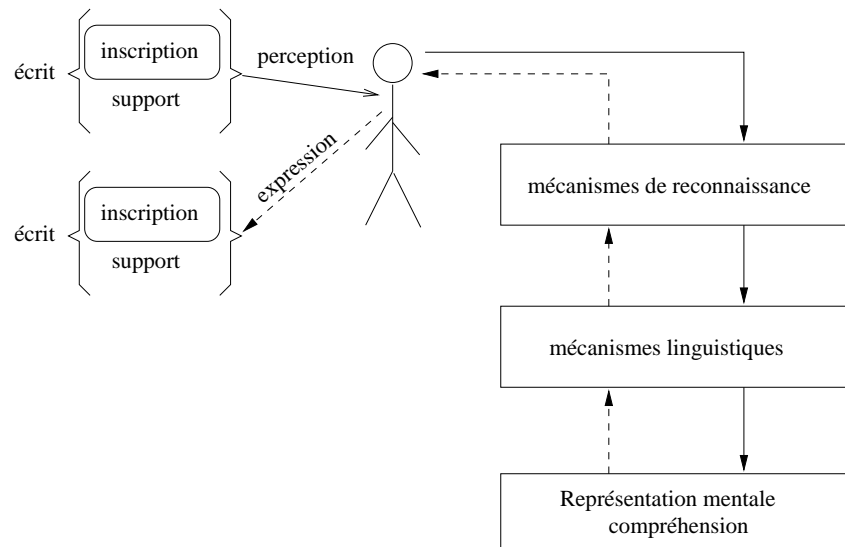 inscription
écrit
support
perception
expression
inscription
écrit
support
mécanismes de reconnaissance
mécanismes linguistiques
Représentation mentale
compréhension